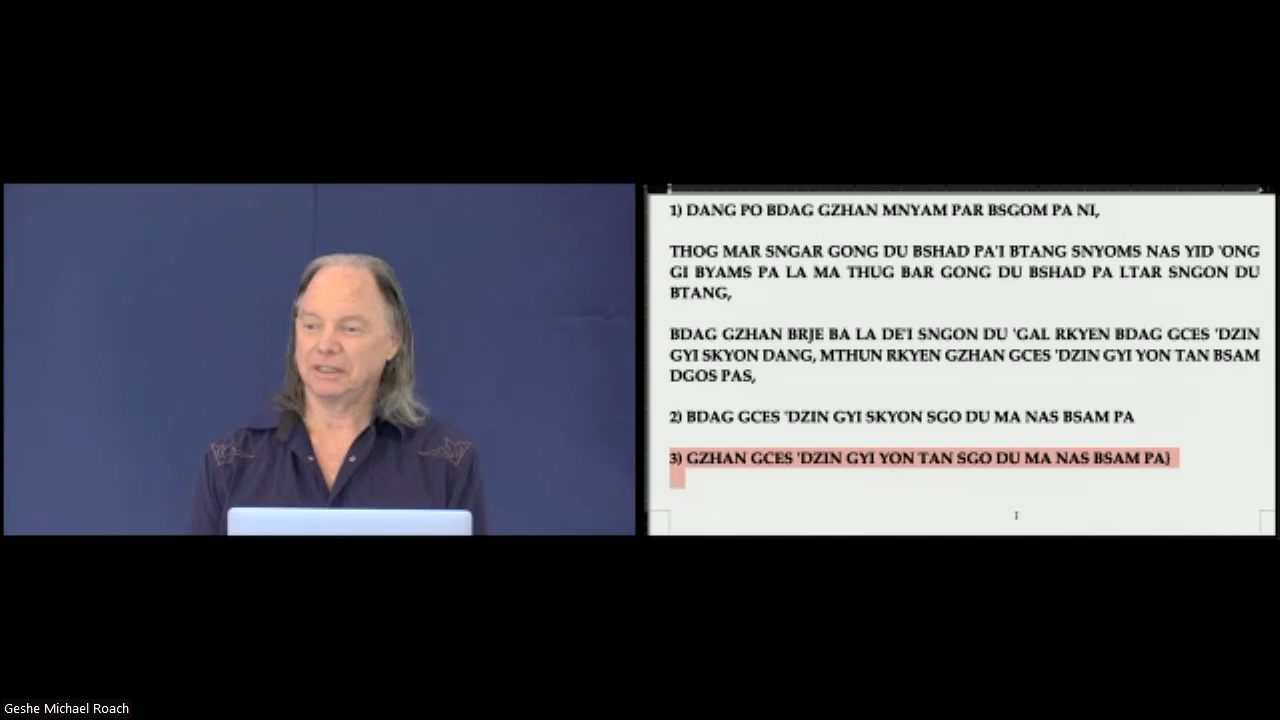 1) DANG PO BDAG GZHAN MNYAM PAR BSGOM PA NI,
THOG MAR SNGAR GONG DU BSHAD PA'I BTANG SNYOMS NAS YID 'ONG
GI BYAMS PA LA MA THUG BAR GONG DU BSHAD PA LTAR SNGON DU
BTANG,
BDAG GZHAN BRJE BA LA DE'I SNGON DU 'GAL RKYEN BDAG GCES 'DZIN
GYI SKYON DANG, MTHUN RKYEN GZHAN GCES 'DZIN GYI YON TAN BSAM
DGOS PAS,
2) BDAG GCES 'DZIN GYI SKYON SGO DU MA NAS BSAM PA
3) GZHAN GCES 'DZIN GYI YON TAN SGO DU MA NAS BSAM PA}
Geshe Michael Roach